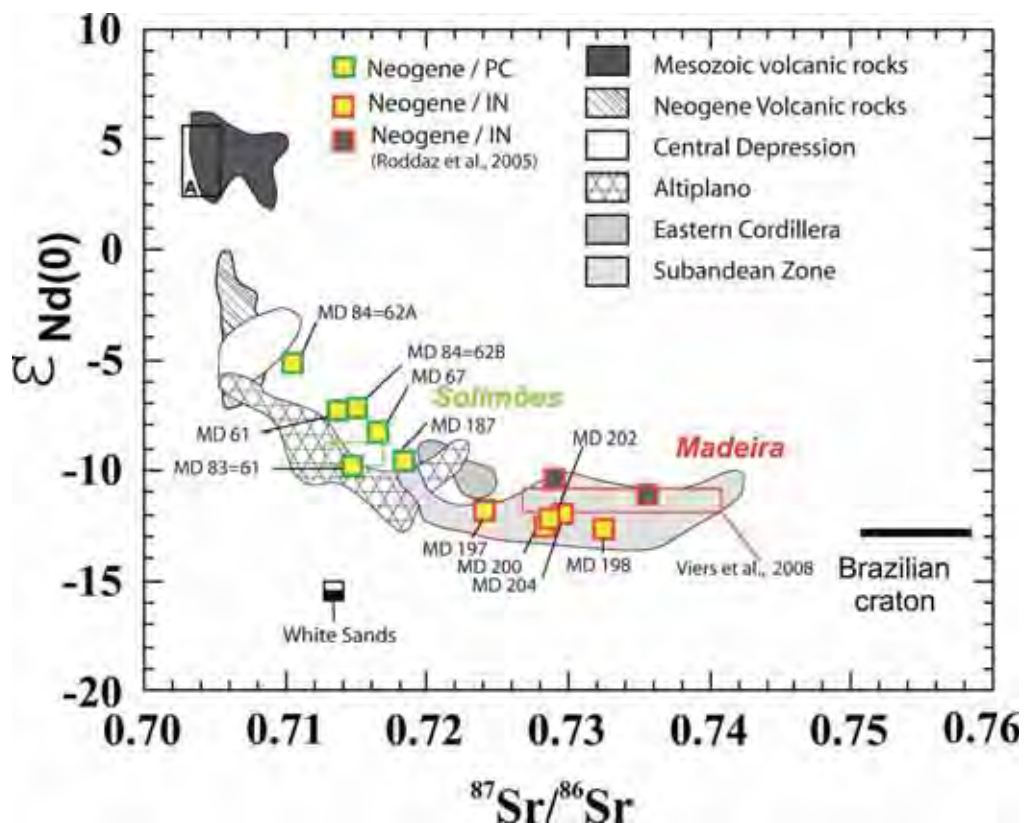 10
5
0
-5
-10
-15
-20
ε Nd(0)
Neogene / PC
Neogene / IN
Neogene / IN
(Roddaz et al., 2005)
Mesozoic volcanic rocks
Neogene Volcanic rocks
Central Depression
Altiplano
Eastern Cordillera
Subandean Zone
A
MD 84=62A
MD 84=62B
MD 67
Solimões
MD 187
MD 61
MD 83=61
MD 202
Madeira
MD 197
MD 200
MD 204
MD 198
Viers et al., 2008
Brazilian
craton
White Sands
0.70 0.71 0.72 0.73 0.74 0.75 0.76
⁸⁷Sr/⁸⁶Sr